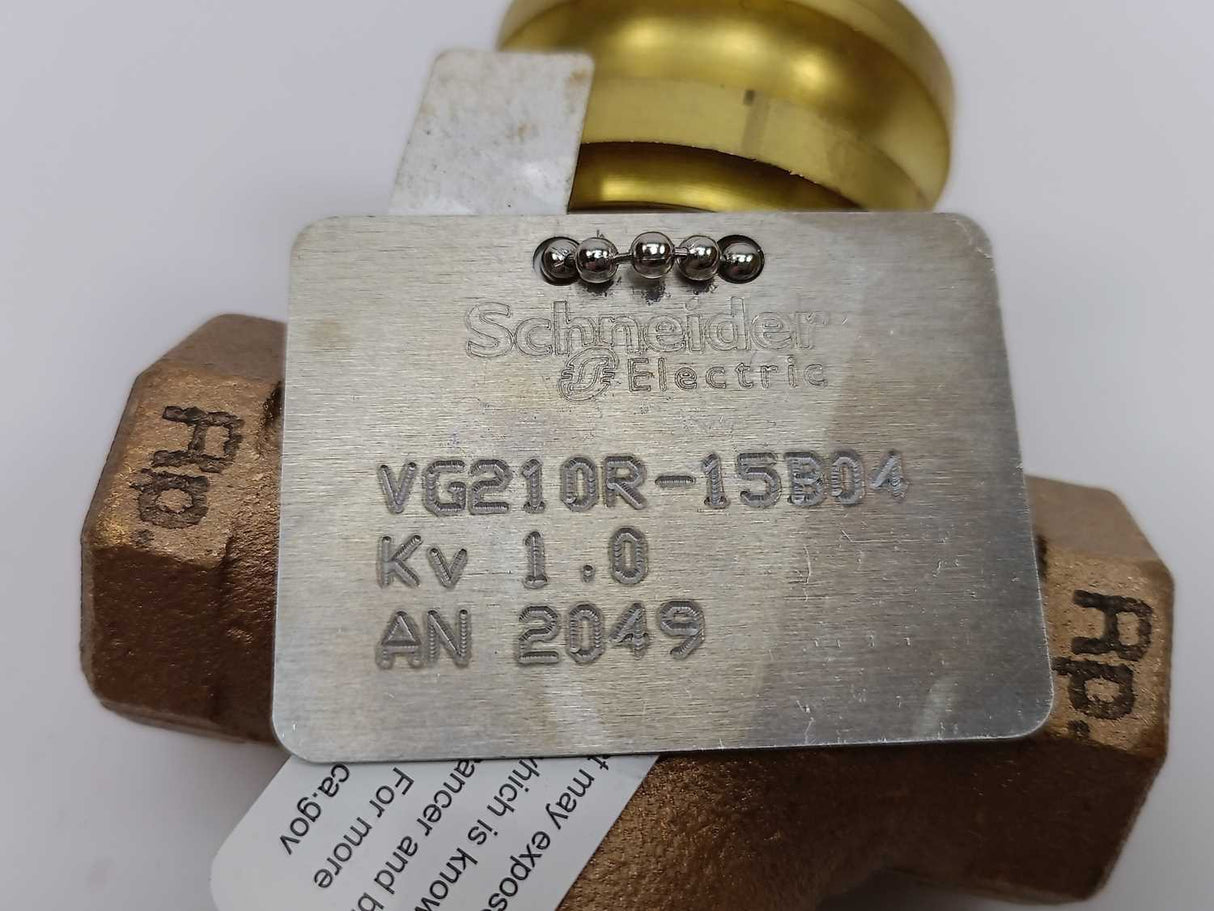 Schneider
Electric
VG210R-15B04
Kv 1.0
AN 2049
Rp.
Rp.
t may expose
which is know
ancer and b
For more
ca.gov